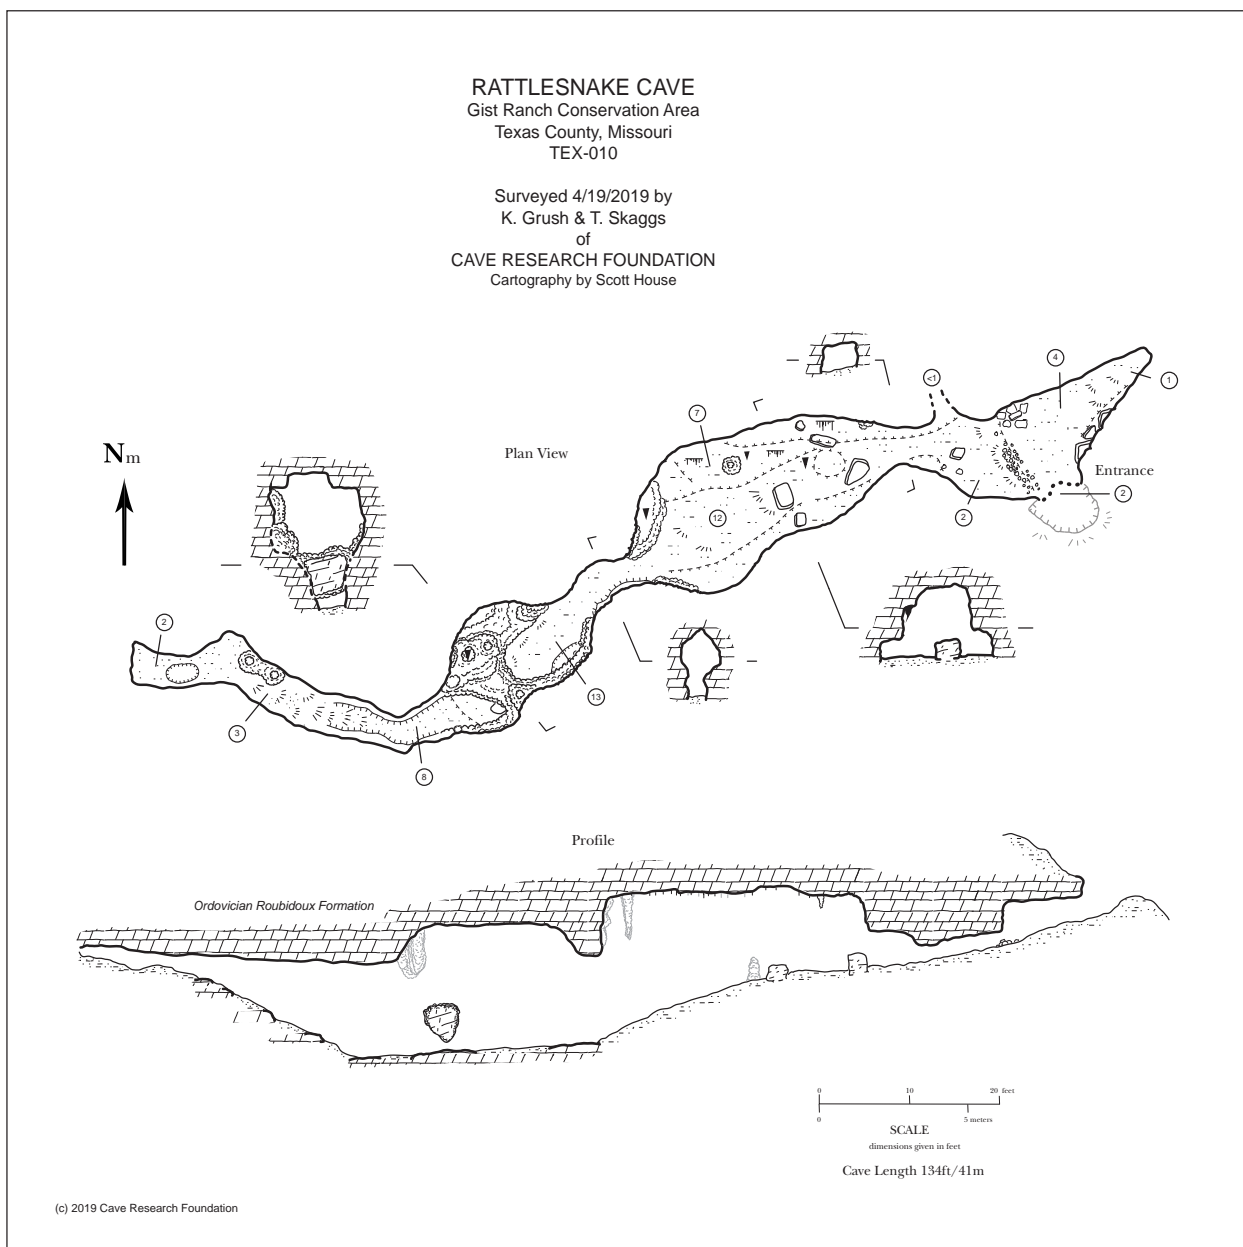 RATTLESNAKE CAVE
Gist Ranch Conservation Area
Texas County, Missouri
TEX-010
Surveyed 4/19/2019 by
K. Grush & T. Skaggs
of
CAVE RESEARCH FOUNDATION
Cartography by Scott House
<1
4
1
7
Nm
Plan View
Entrance
2
12
2
2
13
3
8
Profile
Ordovician Roubidoux Formation
0 10 20 feet
0 5 meters
SCALE
dimensions given in feet
Cave Length 134ft/41m
(c) 2019 Cave Research Foundation